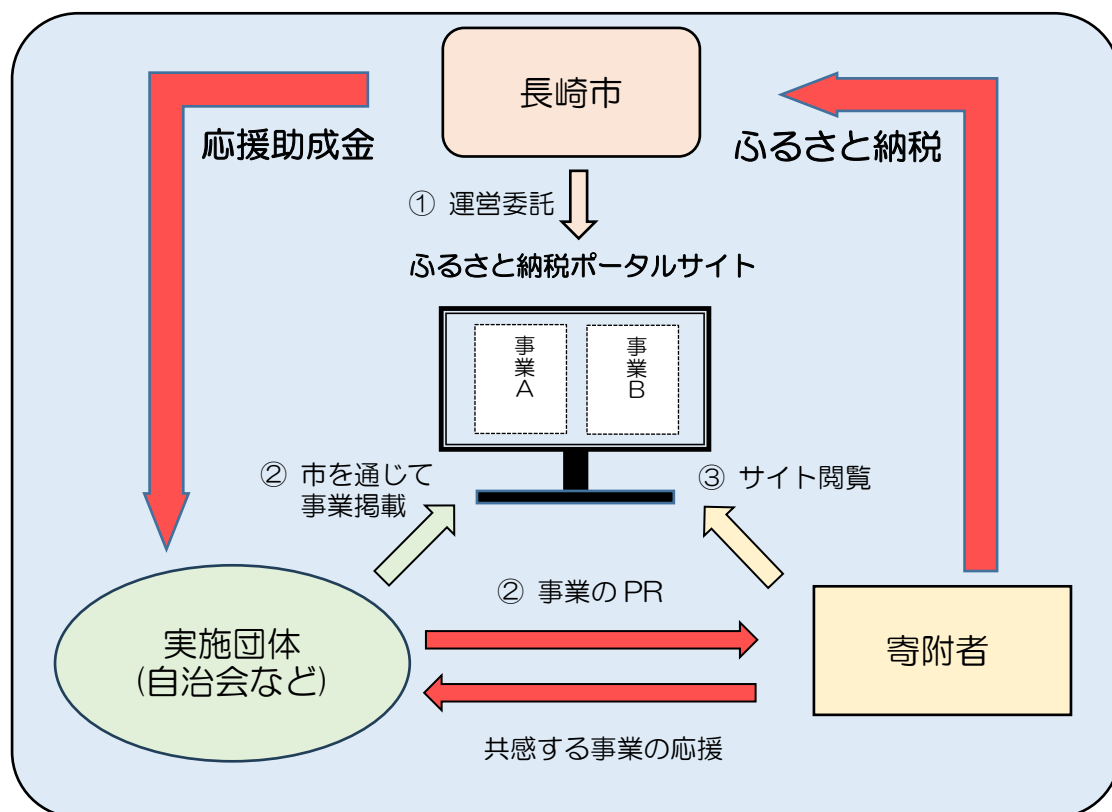 長崎市
応援助成金
ふるさと納税
① 運営委託
ふるさと納税ポータルサイト
事業A
事業B
② 市を通じて
事業掲載
③ サイト閲覧
② 事業のPR
実施団体
(自治会など)
寄附者
共感する事業の応援